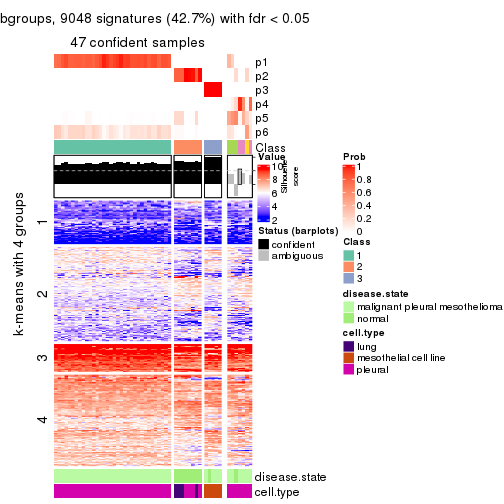 bgroups, 9048 signatures (42.7%) with fdr < 0.05
47 confident samples
p1
p2
p3
p4
p5
p6
Class
k-means with 4 groups
1
2
3
4
Value
10
8
6
4
2
Silhouette
score
Status (barplots)
confident
ambiguous
Prob
1
0.8
0.6
0.4
0.2
0
Class
1
2
3
disease.state
malignant pleural mesothelioma
normal
cell.type
lung
mesothelial cell line
pleural
disease.state
cell.type